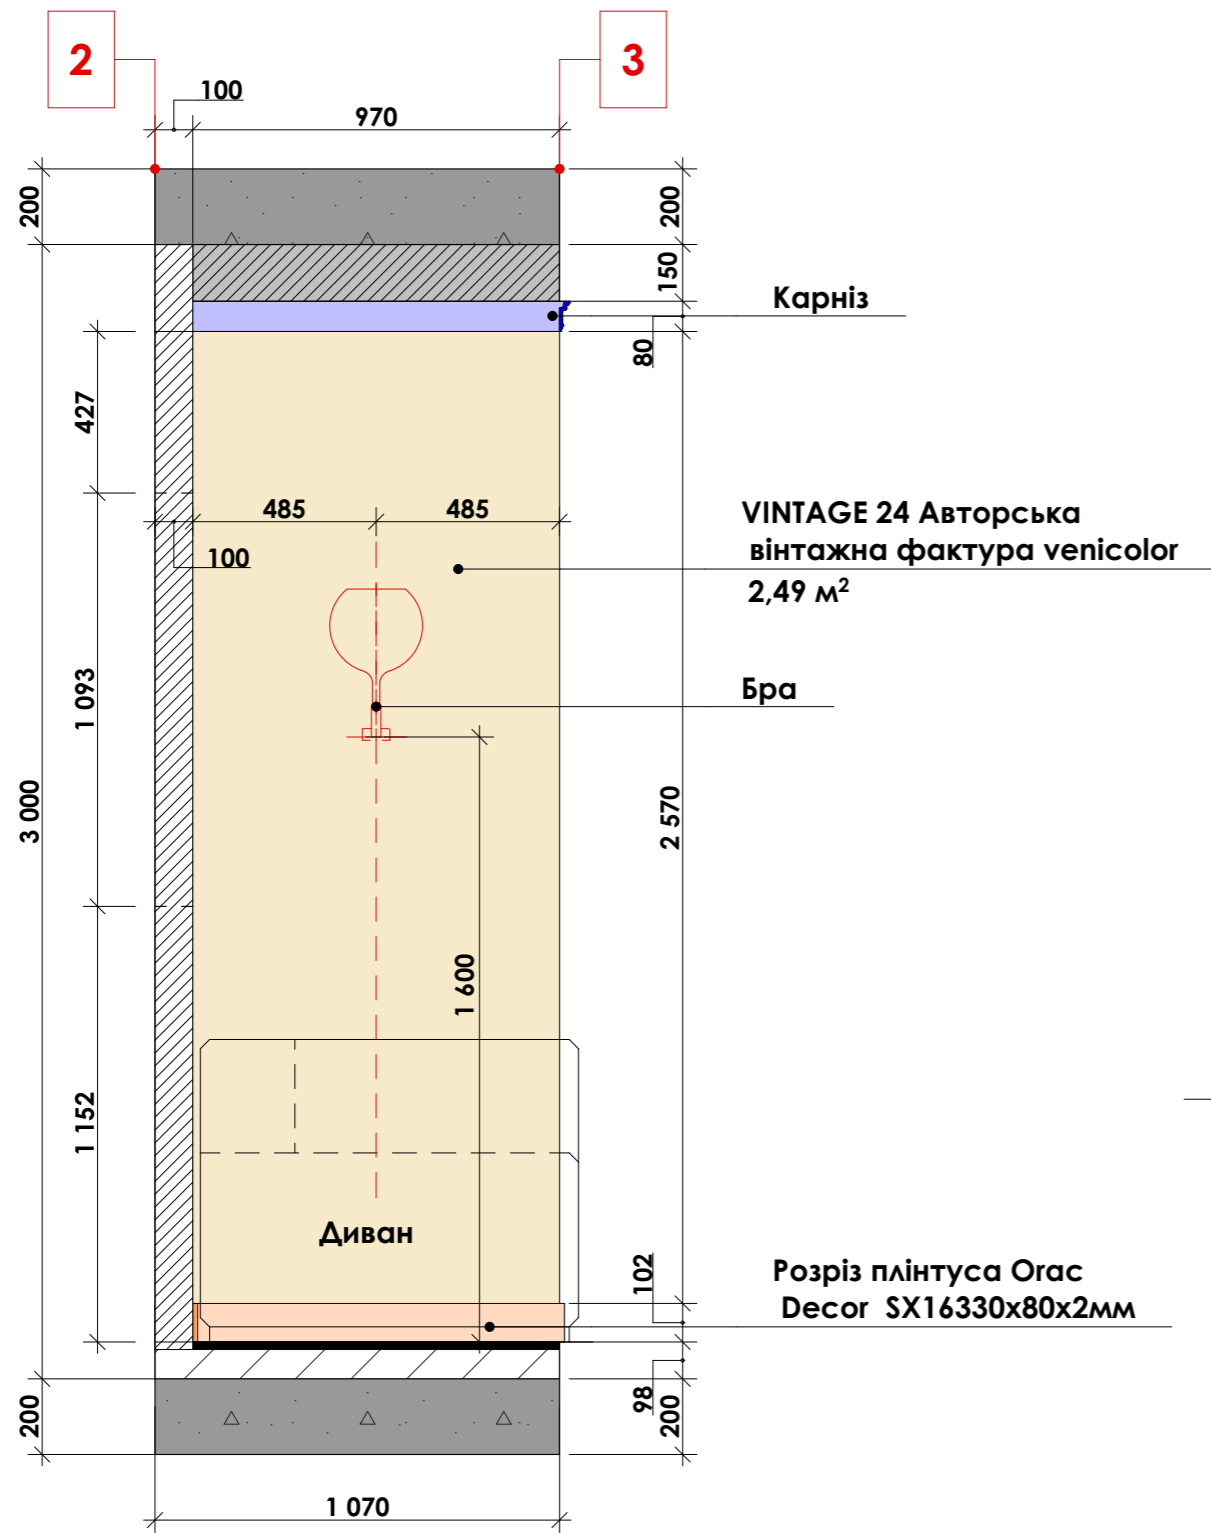 2
3
100
970
200
200
150
Карніз
80
427
485
485
VINTAGE 24 Авторська
вінтажна фактура venicolor
100
2,49 м²
1 093
Бра
3 000
2 570
1 600
1 152
Диван
102
Розріз плінтуса Orac
Decor SX16330x80x2мм
98
200
200
1 070